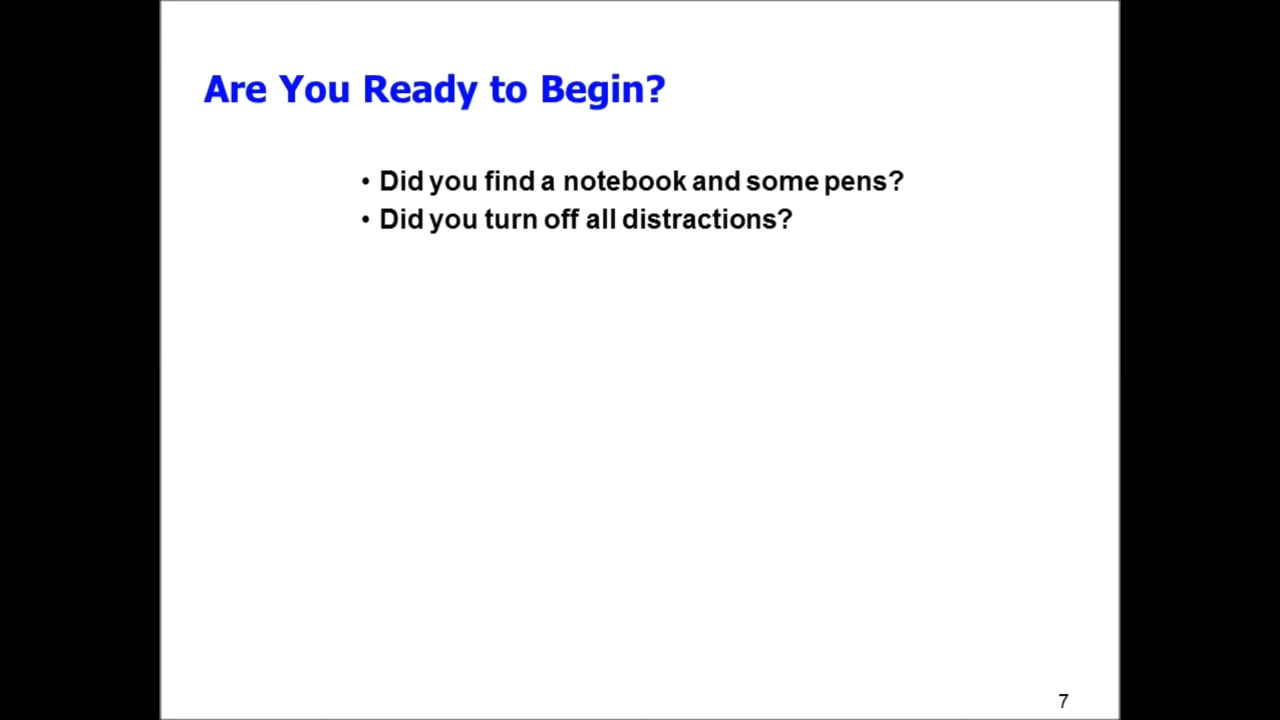 Are You Ready to Begin?
• Did you find a notebook and some pens?
• Did you turn off all distractions?
7